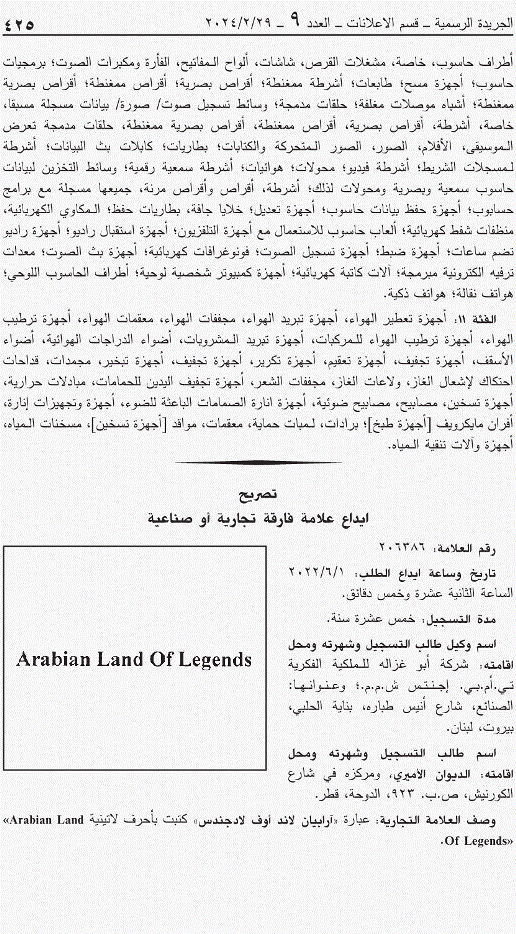 الجريدة الرسمية ـ قسم الاعلانات ـ العدد ٩ ـ ٢٠٢٤/٢/٢٩
٤٢٥
أطراف حاسوب، خاصة، مشغلات القرص، شاشات، ألواح المفاتيح، الفأرة ومكبرات الصوت؛ برمجيات
حاسوب؛ أجهزة مسح؛ طابعات؛ أشرطة ممغنطة؛ أقراص بصرية؛ أقراص ممغنطة؛ أقراص بصرية
ممغنطة؛ أشباه موصلات مغلفة؛ حلقات مدمجة؛ وسائط تسجيل صوت/ صورة/ بيانات مسجلة مسبقا،
خاصة، أشرطة، أقراص بصرية، أقراص ممغنطة، أقراص بصرية ممغنطة، حلقات مدمجة تعرض
الموسيقى، الأفلام، الصور، الصور المتحركة والكتابات؛ بطاريات؛ كابلات بث البيانات؛ أشرطة
لمسجلات الشريط؛ أشرطة فيديو؛ محولات؛ هوائيات؛ أشرطة سمعية رقمية؛ وسائط التخزين لبيانات
حاسوب سمعية وبصرية ومحولات لذلك؛ أشرطة، أقراص وأقراص مرنة، جميعها مسجلة مع برامج
حسابوب؛ أجهزة حفظ بيانات حاسوب؛ أجهزة تعديل؛ خلايا جافة، بطاريات حفظ؛ المكاوي الكهربائية،
منظفات شفط كهربائية؛ ألعاب حاسوب للاستعمال مع أجهزة التلفزيون؛ أجهزة استقبال راديو؛ أجهزة راديو
تضم ساعات؛ أجهزة ضبط؛ أجهزة تسجيل الصوت؛ فونوغرافات كهربائية؛ أجهزة بث الصوت؛ معدات
ترفيه الكترونية مبرمجة؛ آلات كاتبة كهربائية؛ أجهزة كمبيوتر شخصية لوحية؛ أطراف الحاسوب اللوحي؛
هواتف نقالة؛ هواتف ذكية.
الفئة ١١: أجهزة تعطير الهواء، أجهزة تبريد الهواء، مجففات الهواء، معقمات الهواء، أجهزة ترطيب
الهواء، أجهزة ترطيب الهواء للمركبات، أجهزة تبريد المشروبات، أضواء الدراجات الهوائية، أضواء
الأسقف، أجهزة تجفيف، أجهزة تعقيم، أجهزة تكرير، أجهزة تجفيف، أجهزة تبخير، مجمدات، قداحات
احتكاك لإشعال الغاز، ولاعات الغاز، مجففات الشعر، أجهزة تجفيف اليدين للحمامات، مبادلات حرارية،
أجهزة تسخين، مصابيح، مصابيح ضوئية، أجهزة انارة الصمامات الباعثة للضوء، أجهزة وتجهيزات إنارة،
أفران مايكرويف [أجهزة طبخ]؛ برادات، لمبات حماية، معقمات، مواقد [أجهزة تسخين]، مسخنات المياه،
أجهزة وآلات تنقية المياه.
تصريح
ايداع علامة فارقة تجارية أو صناعية
رقم العلامة: ٢٠٦٣٨٦
تاريخ وساعة ايداع الطلب: ٢٠٢٢/٦/١
الساعة الثانية عشرة وخمس دقائق.
مدة التسجيل: خمس عشرة سنة.
اسم وكيل طالب التسجيل وشهرته ومحل
اقامته: شركة أبو غزاله للملكية الفكرية
تي.أم.بي. إجنتس ش.م.م.؛ وعنوانها:
الصنائع، شارع أنيس طباره، بناية الحلبي،
بيروت، لبنان.
اسم طالب التسجيل وشهرته ومحل
اقامته: الديوان الأميري، ومركزه في شارع
الكورنيش، ص.ب. ٩٢٣، الدوحة، قطر.
Arabian Land Of Legends
وصف العلامة التجارية: عبارة «آرابيان لاند أوف لادجندس» كتبت بأحرف لاتينية «Arabian Land
Of Legends».